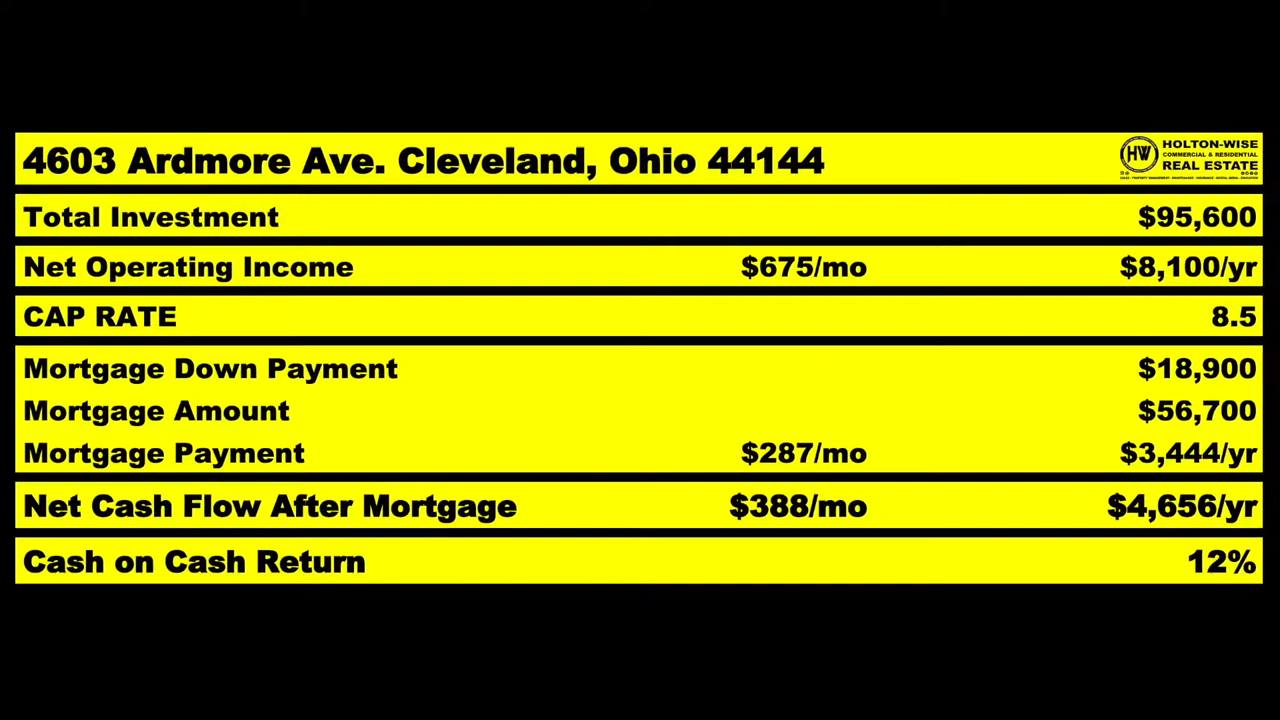 4603 Ardmore Ave. Cleveland, Ohio 44144
HW
HOLTON-WISE
COMMERCIAL & RESIDENTIAL
REAL ESTATE
Total Investment $95,600
Net Operating Income $675/mo $8,100/yr
CAP RATE 8.5
Mortgage Down Payment $18,900
Mortgage Amount $56,700
Mortgage Payment $287/mo $3,444/yr
Net Cash Flow After Mortgage $388/mo $4,656/yr
Cash on Cash Return 12%